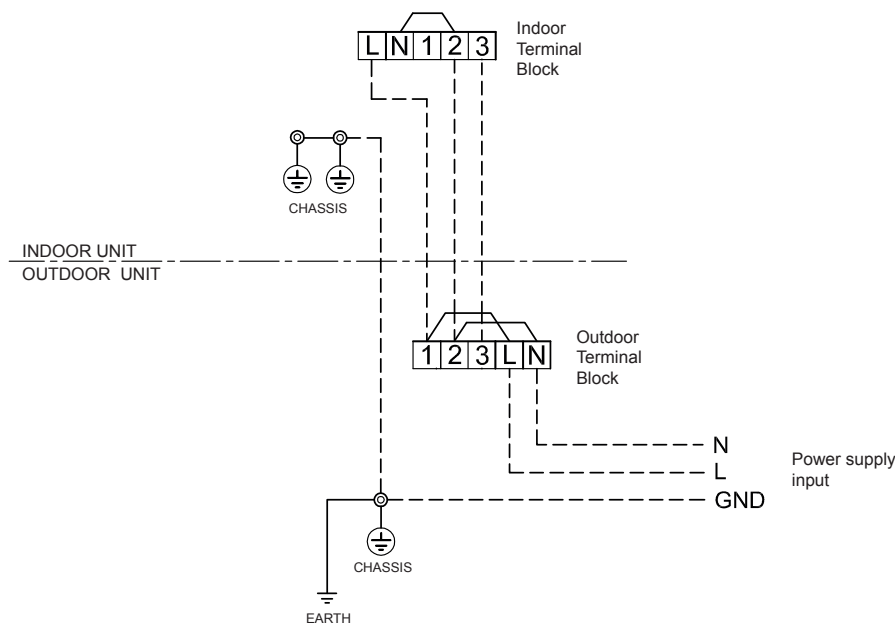 Indoor
Terminal
Block
L N 1 2 3
CHASSIS
INDOOR UNIT
OUTDOOR UNIT
Outdoor
Terminal
Block
1 2 3 L N
N
L
GND
Power supply
input
CHASSIS
EARTH